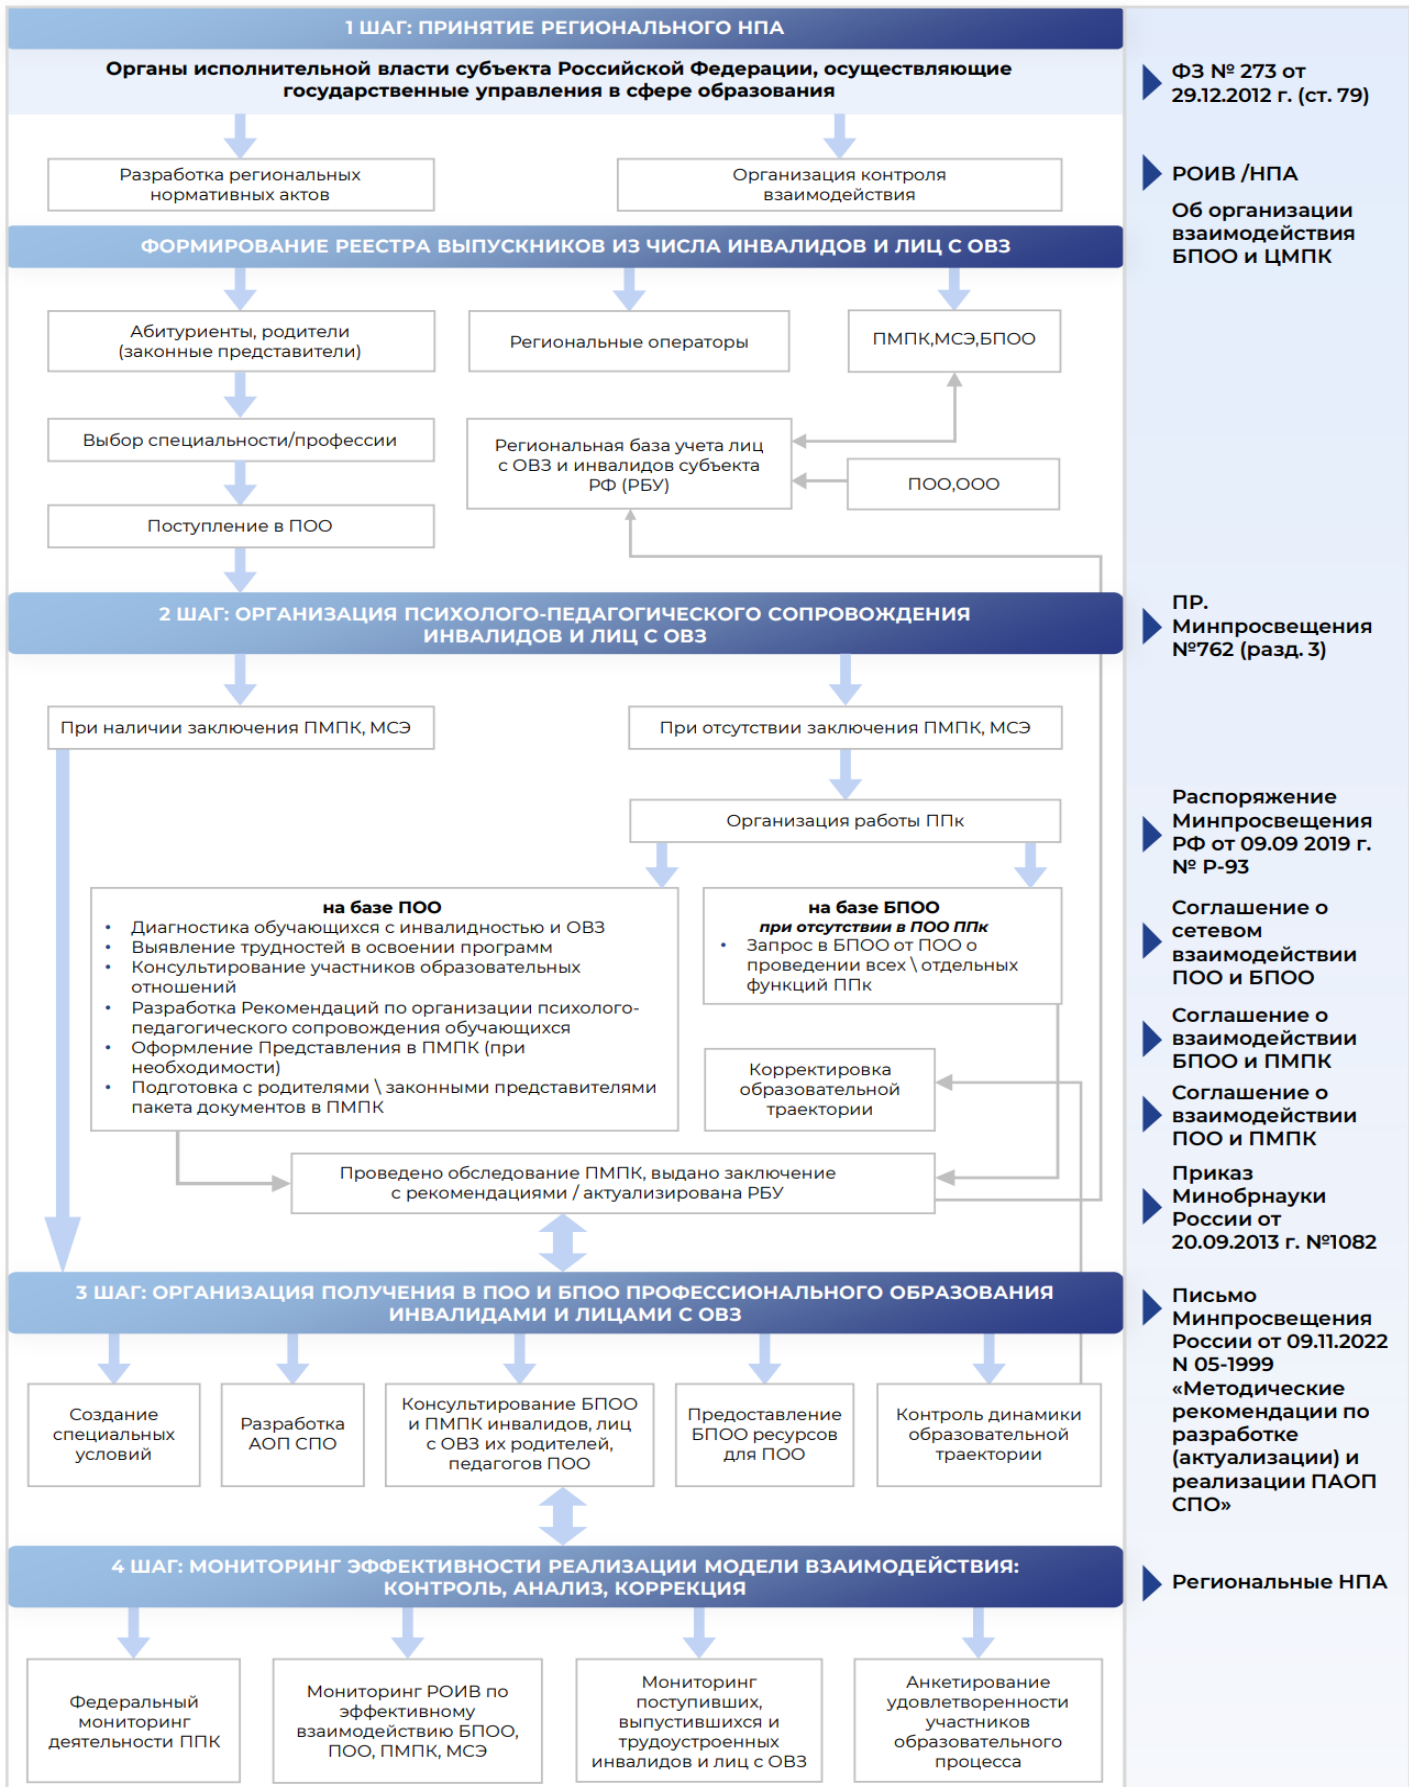 1 ШАГ: ПРИНЯТИЕ РЕГИОНАЛЬНОГО НПА
Органы исполнительной власти субъекта Российской Федерации, осуществляющие
государственные управления в сфере образования
ФЗ № 273 от
29.12.2012 г. (ст. 79)
Разработка региональных
нормативных актов
Организация контроля
взаимодействия
РОИВ /НПА
Об организации
взаимодействия
БПОО и ЦМПК
ФОРМИРОВАНИЕ РЕЕСТРА ВЫПУСКНИКОВ ИЗ ЧИСЛА ИНВАЛИДОВ И ЛИЦ С ОВЗ
Абитуриенты, родители
(законные представители)
Региональные операторы
ПМПК,МСЭ,БПОО
Выбор специальности/профессии
Региональная база учета лиц
с ОВЗ и инвалидов субъекта
РФ (РБУ)
ПОО,ООО
Поступление в ПОО
2 ШАГ: ОРГАНИЗАЦИЯ ПСИХОЛОГО-ПЕДАГОГИЧЕСКОГО СОПРОВОЖДЕНИЯ
ИНВАЛИДОВ И ЛИЦ С ОВЗ
ПР.
Минпросвещения
№762 (разд. 3)
При наличии заключения ПМПК, МСЭ
При отсутствии заключения ПМПК, МСЭ
Организация работы ППк
Распоряжение
Минпросвещения
РФ от 09.09 2019 г.
№ Р-93
на базе ПОО
• Диагностика обучающихся с инвалидностью и ОВЗ
• Выявление трудностей в освоении программ
• Консультирование участников образовательных
отношений
• Разработка Рекомендаций по организации психолого-
педагогического сопровождения обучающихся
• Оформление Представления в ПМПК (при
необходимости)
• Подготовка с родителями \ законными представителями
пакета документов в ПМПК
на базе БПОО
при отсутствии в ПОО ППк
• Запрос в БПОО от ПОО о
проведении всех \ отдельных
функций ППк
Соглашение о
сетевом
взаимодействии
ПОО и БПОО
Соглашение о
взаимодействии
БПОО и ПМПК
Корректировка
образовательной
траектории
Соглашение о
взаимодействии
ПОО и ПМПК
Проведено обследование ПМПК, выдано заключение
с рекомендациями / актуализирована РБУ
Приказ
Минобрнауки
России от
20.09.2013 г. №1082
3 ШАГ: ОРГАНИЗАЦИЯ ПОЛУЧЕНИЯ В ПОО И БПОО ПРОФЕССИОНАЛЬНОГО ОБРАЗОВАНИЯ
ИНВАЛИДАМИ И ЛИЦАМИ С ОВЗ
Письмо
Минпросвещения
России от 09.11.2022
N 05-1999
«Методические
рекомендации по
разработке
(актуализации) и
реализации ПАОП
СПО»
Создание
специальных
условий
Разработка
АОП СПО
Консультирование БПОО
и ПМПК инвалидов, лиц
с ОВЗ их родителей,
педагогов ПОО
Предоставление
БПОО ресурсов
для ПОО
Контроль динамики
образовательной
траектории
4 ШАГ: МОНИТОРИНГ ЭФФЕКТИВНОСТИ РЕАЛИЗАЦИИ МОДЕЛИ ВЗАИМОДЕЙСТВИЯ:
КОНТРОЛЬ, АНАЛИЗ, КОРРЕКЦИЯ
Региональные НПА
Федеральный
мониторинг
деятельности ППК
Мониторинг РОИВ по
эффективному
взаимодействию БПОО,
ПОО, ПМПК, МСЭ
Мониторинг
поступивших,
выпустившихся и
трудоустроенных
инвалидов и лиц с ОВЗ
Анкетирование
удовлетворенности
участников
образовательного
процесса